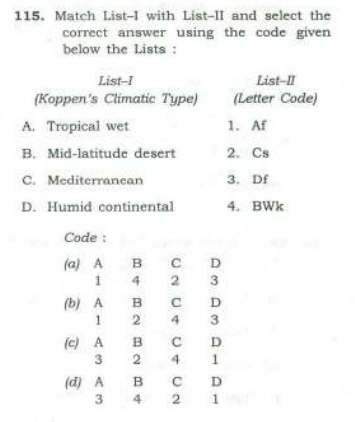 115. Match List–I with List–II and select the
correct answer using the code given
below the Lists :
List–I List–II
(Koppen's Climatic Type) (Letter Code)
A. Tropical wet 1. Af
B. Mid-latitude desert 2. Cs
C. Mediterranean 3. Df
D. Humid continental 4. BWk
Code :
(a) A B C D
1 4 2 3
(b) A B C D
1 2 4 3
(c) A B C D
3 2 4 1
(d) A B C D
3 4 2 1